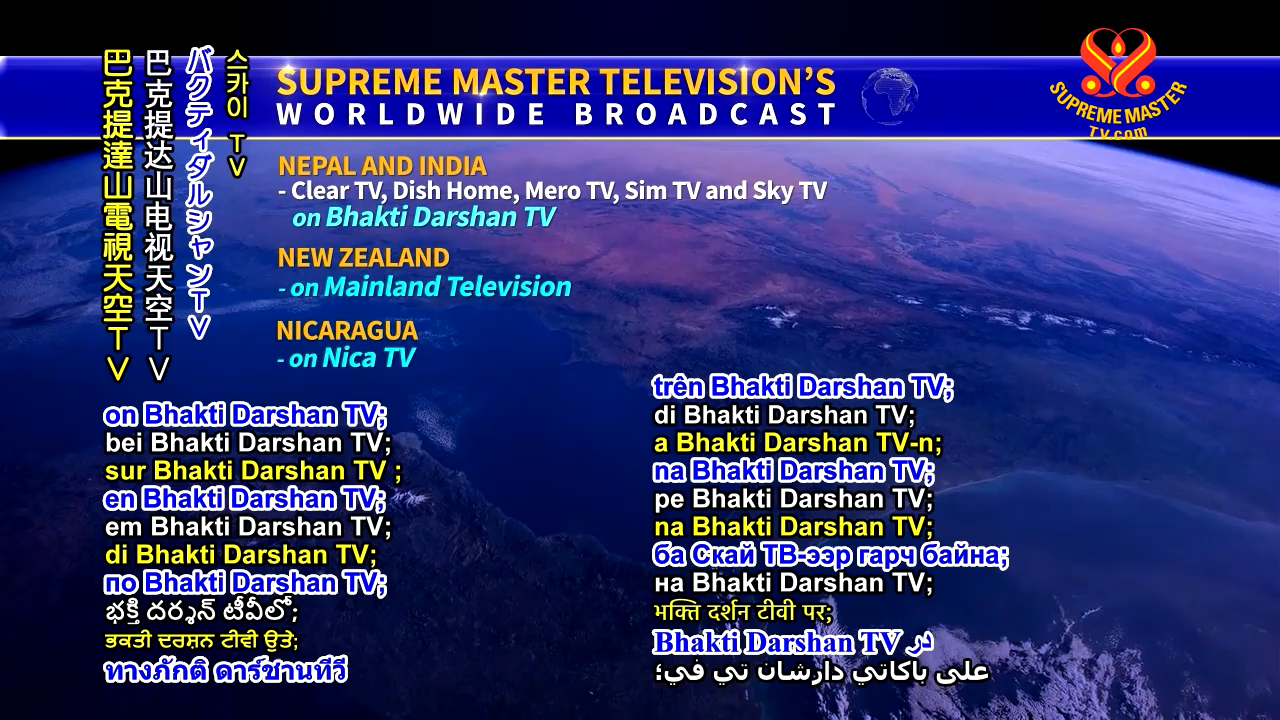 巴克提達山電視天空TV
巴克提达山电视天空TV
バクティダルシャンTV
스카이 TV
SUPREME MASTER TELEVISION’S
WORLDWIDE BROADCAST
SUPREME MASTER
TV.com
NEPAL AND INDIA
- Clear TV, Dish Home, Mero TV, Sim TV and Sky TV
on Bhakti Darshan TV
NEW ZEALAND
- on Mainland Television
NICARAGUA
- on Nica TV
on Bhakti Darshan TV;
bei Bhakti Darshan TV;
sur Bhakti Darshan TV ;
en Bhakti Darshan TV;
em Bhakti Darshan TV;
di Bhakti Darshan TV;
по Bhakti Darshan TV;
భక్తి దర్శన్ టీవీలో;
ਭਕਤੀ ਦਰਸ਼ਨ ਟੀਵੀ ਉਤੇ;
ทางภักติ ดาร์ชานทีวี
trên Bhakti Darshan TV;
di Bhakti Darshan TV;
a Bhakti Darshan TV-n;
na Bhakti Darshan TV;
pe Bhakti Darshan TV;
na Bhakti Darshan TV;
ба Скай ТВ-ээр гарч байна;
на Bhakti Darshan TV;
भक्ति दर्शन टीवी पर;
در Bhakti Darshan TV
على باكاتي دارشان تي في؛